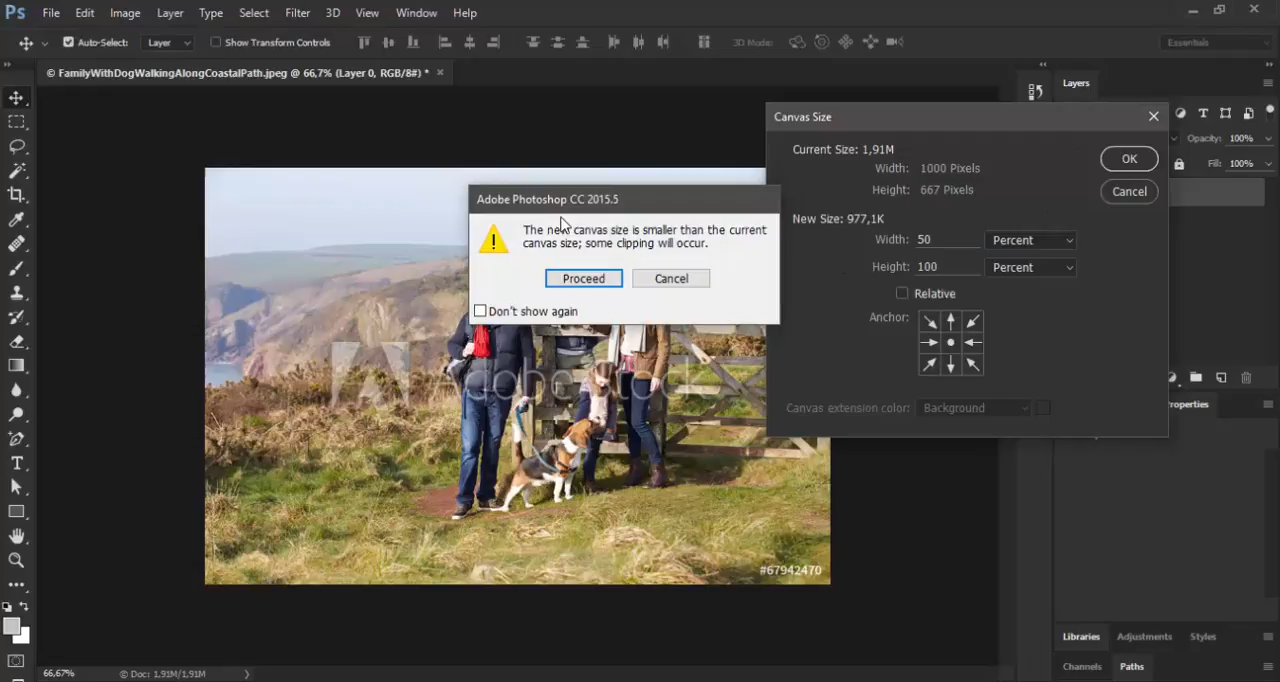 Ps File Edit Image Layer Type Select Filter 3D View Window Help
Auto-Select: Layer Show Transform Controls 3D Mode: Essentials
© FamilyWithDogWalkingAlongCoastalPath.jpeg @ 66,7% (Layer 0, RGB/8#) *
Layers
Opacity: 100%
Fill: 100%
Canvas Size
Current Size: 1,91M
Width: 1000 Pixels
Height: 667 Pixels
OK
Cancel
New Size: 977,1K
Width: 50 Percent
Height: 100 Percent
Relative
Anchor:
Canvas extension color: Background
Adobe Photoshop CC 2015.5
The new canvas size is smaller than the current
canvas size; some clipping will occur.
Proceed Cancel
Don't show again
Adobe Stock
#67942470
Properties
Libraries Adjustments Styles
Channels Paths
66,67% © Doc: 1,91M/1,91M